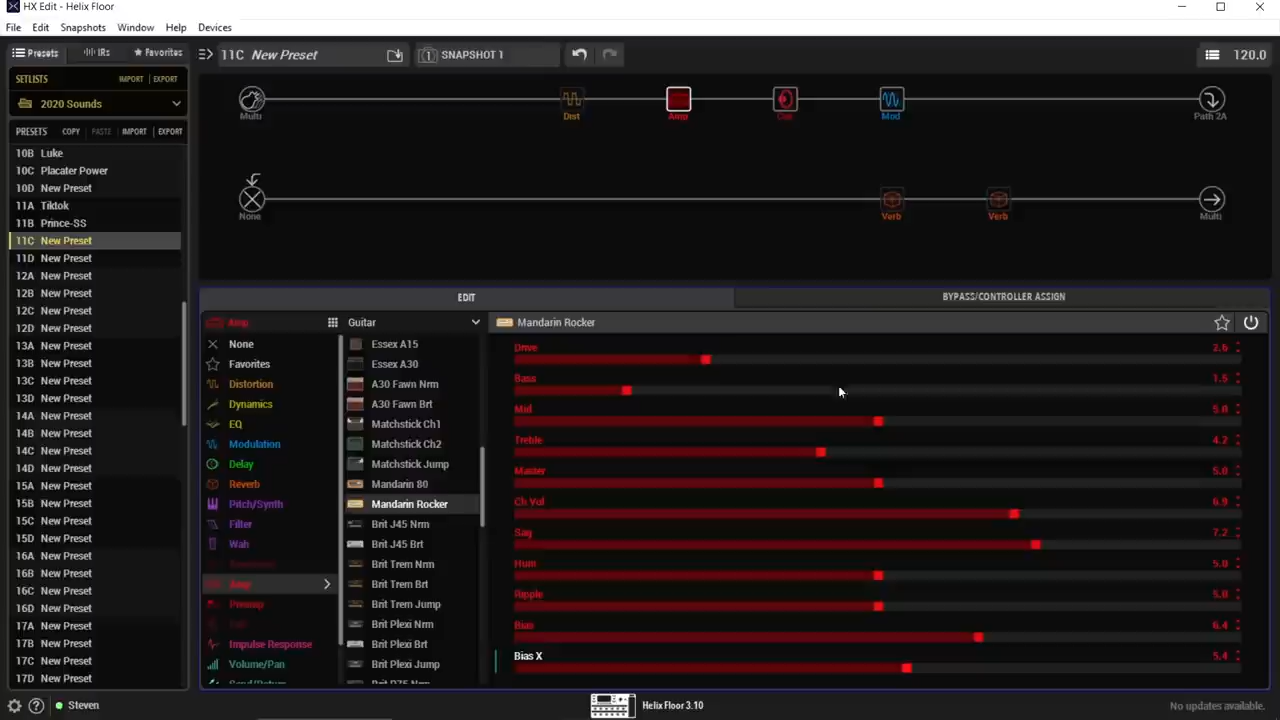 HX Edit - Helix Floor
File Edit Snapshots Window Help Devices
Presets IRs Favorites
11C New Preset
1 SNAPSHOT 1
120.0
SETLISTS IMPORT EXPORT
2020 Sounds
PRESETS COPY PASTE IMPORT EXPORT
10B Luke
10C Placater Power
10D New Preset
11A Tiktok
11B Prince-SS
11C New Preset
11D New Preset
12A New Preset
12B New Preset
12C New Preset
12D New Preset
13A New Preset
13B New Preset
13C New Preset
13D New Preset
14A New Preset
14B New Preset
14C New Preset
14D New Preset
15A New Preset
15B New Preset
15C New Preset
15D New Preset
16A New Preset
16B New Preset
16C New Preset
16D New Preset
17A New Preset
17B New Preset
17C New Preset
17D New Preset
Multi Dist Amp Cab Mod Path 2A
None Verb Verb Multi
EDIT BYPASS/CONTROLLER ASSIGN
Amp
None
Favorites
Distortion
Dynamics
EQ
Modulation
Delay
Reverb
Pitch/Synth
Filter
Wah
Amp
Preamp
Impulse Response
Volume/Pan
Send/Return
Guitar
Essex A15
Essex A30
A30 Fawn Nrm
A30 Fawn Brt
Matchstick Ch1
Matchstick Ch2
Matchstick Jump
Mandarin 80
Mandarin Rocker
Brit J45 Nrm
Brit J45 Brt
Brit Trem Nrm
Brit Trem Brt
Brit Trem Jump
Brit Plexi Nrm
Brit Plexi Brt
Brit Plexi Jump
Brit P75 Nrm
Mandarin Rocker
Drive 2.6
Bass 1.5
Mid 5.0
Treble 4.2
Master 5.0
Ch Vol 6.9
Sag 7.2
Hum 5.0
Ripple 5.0
Bias 6.4
Bias X 5.4
? Steven
Helix Floor 3.10
No updates available.